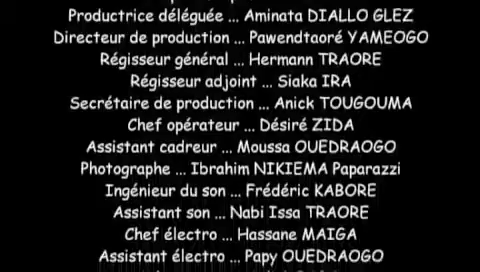 Productrice déléguée ... Aminata DIALLO GLEZ
Directeur de production ... Pawendtaoré YAMEOGO
Régisseur général ... Hermann TRAORE
Régisseur adjoint ... Siaka IRA
Secrétaire de production ... Anick TOUGOUMA
Chef opérateur ... Désiré ZIDA
Assistant cadreur ... Moussa OUEDRAOGO
Photographe ... Ibrahim NIKIEMA Paparazzi
Ingénieur du son ... Frédéric KABORE
Assistant son ... Nabi Issa TRAORE
Chef électro ... Hassane MAIGA
Assistant électro ... Papy OUEDRAOGO